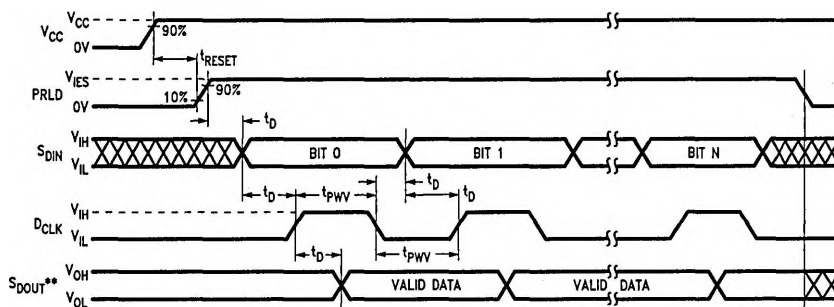 VCC
VCC
90%
0V
tRESET
VIES
PRLD
10%
90%
0V
tD
VIH
SDIN
BIT 0
BIT 1
BIT N
VIL
tD
tPWV
tD
tD
VIH
DCLK
VIL
tD
tPWV
VOH
SDOUT**
VALID DATA
VALID DATA
VOL